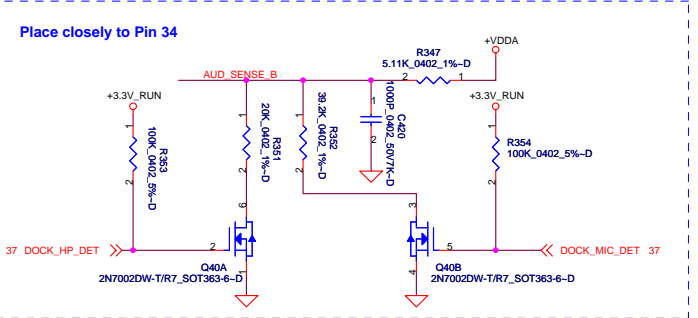 Place closely to Pin 34
+VDDA
R347
5.11K_0402_1%~D
AUD_SENSE_B
2
1
+3.3V_RUN
+3.3V_RUN
1
2
R353
100K_0402_5%~D
1
2
R351
20K_0402_1%~D
1
2
R352
39.2K_0402_1%~D
1
2
C420
1000P_0402_50V7K~D
1
2
R354
100K_0402_5%~D
6
3
37 DOCK_HP_DET
2
5
DOCK_MIC_DET 37
1
4
Q40A
2N7002DW-T/R7_SOT363-6~D
Q40B
2N7002DW-T/R7_SOT363-6~D